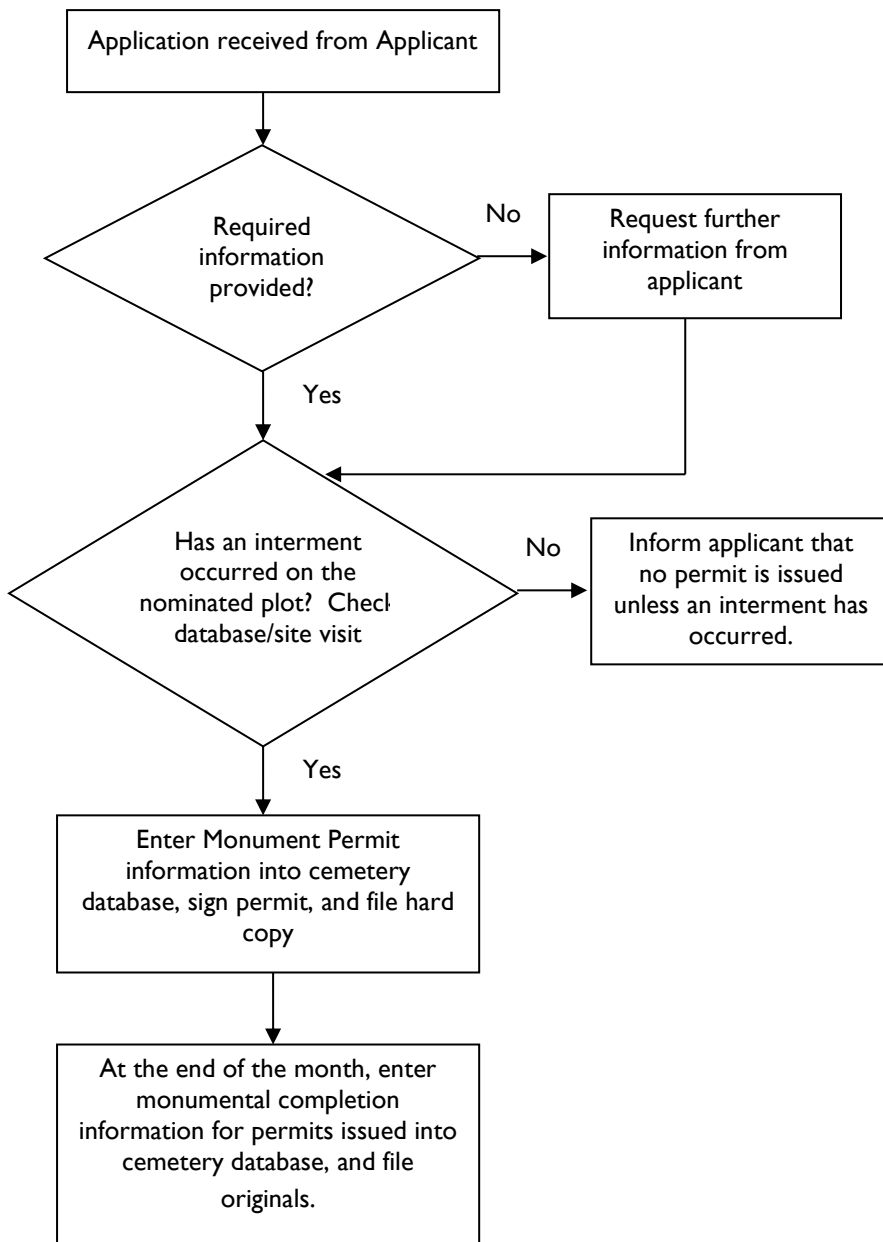 Application received from Applicant
Required
information
provided?
No
Request further
information from
applicant
Yes
Has an interment
occurred on the
nominated plot?  Check
database/site visit
No
Inform applicant that
no permit is issued
unless an interment has
occurred.
Yes
Enter Monument Permit
information into cemetery
database, sign permit, and file hard
copy
At the end of the month, enter
monumental completion
information for permits issued into
cemetery database, and file
originals.